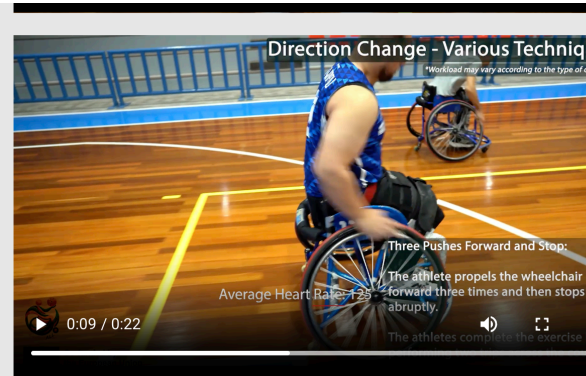 Direction Change - Various Techniq
*Workload may vary according to the type of
Three Pushes Forward and Stop:
The athlete propels the wheelchair
forward three times and then stops
abruptly.
Average Heart Rate: 125
The athletes complete the exercise
0:09 / 0:22